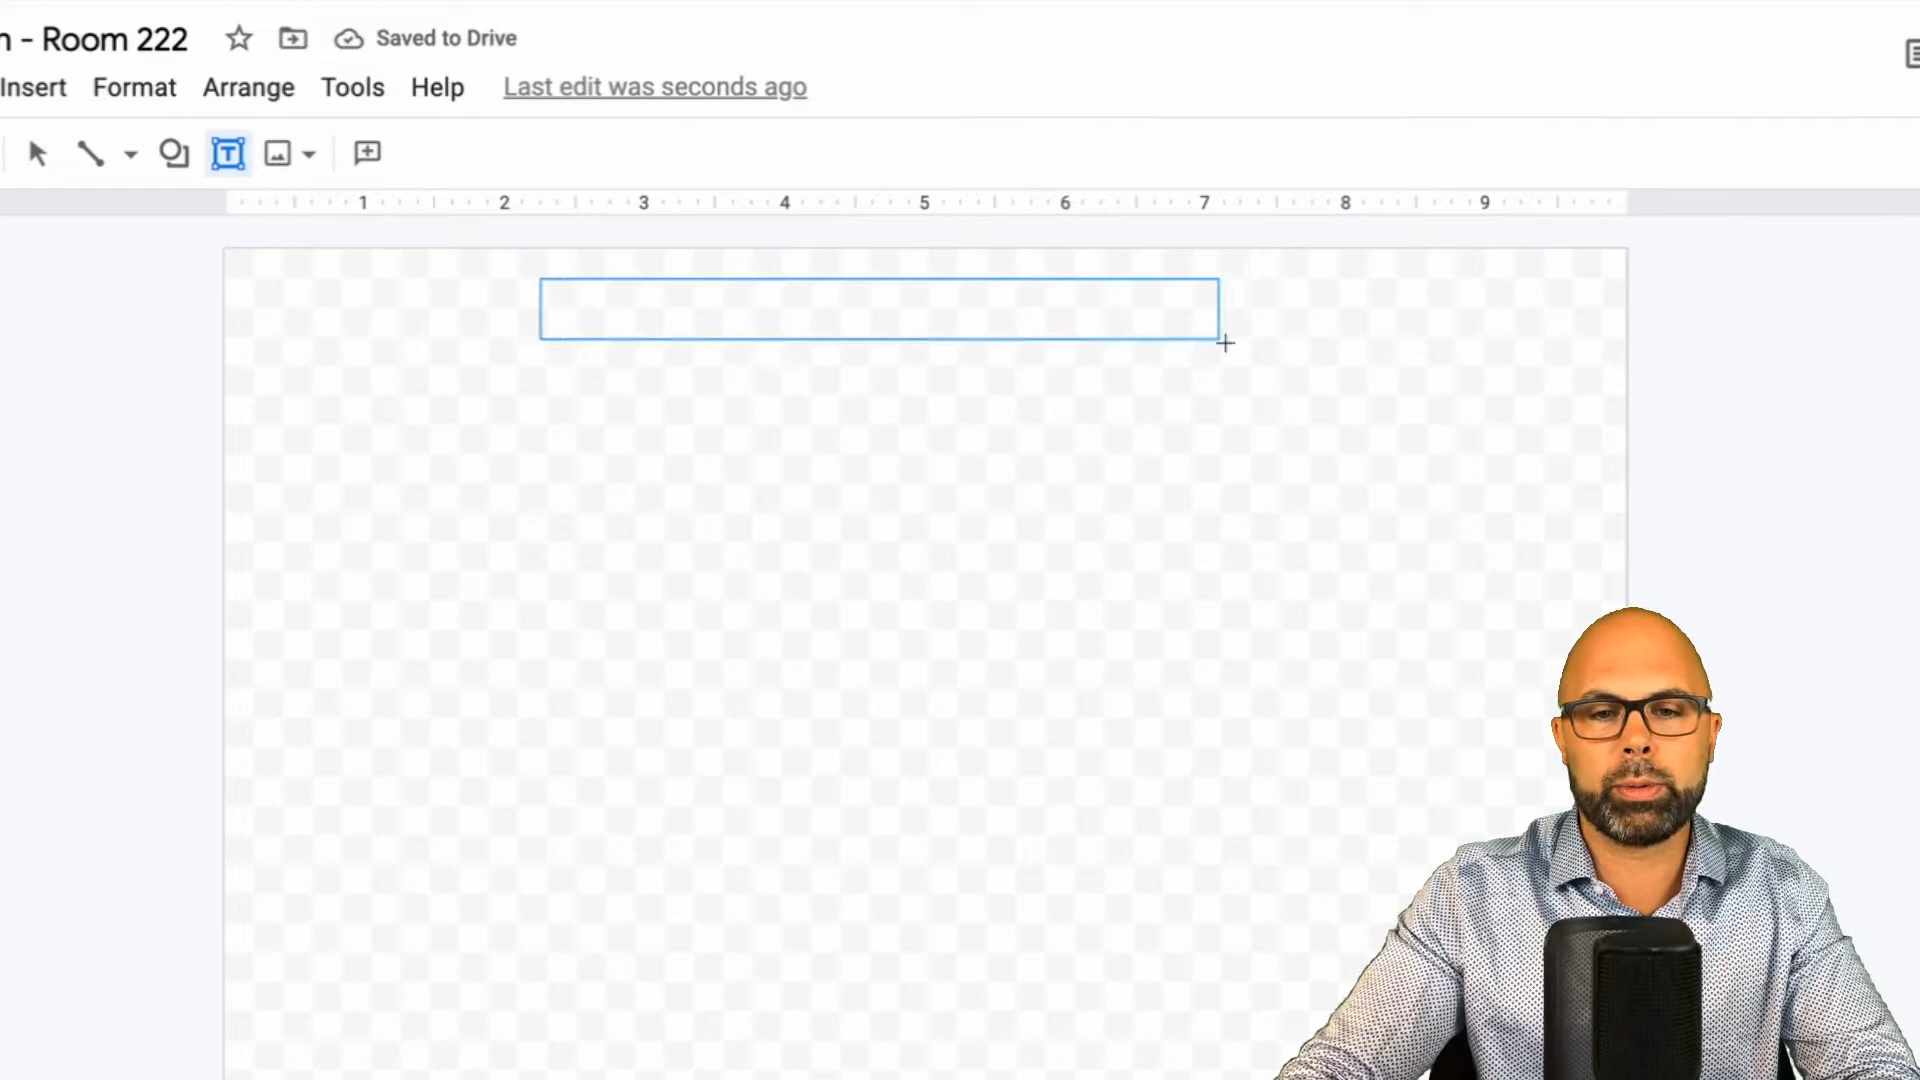 n - Room 222 Saved to Drive
Insert Format Arrange Tools Help Last edit was seconds ago
T
1 2 3 4 5 6 7 8 9